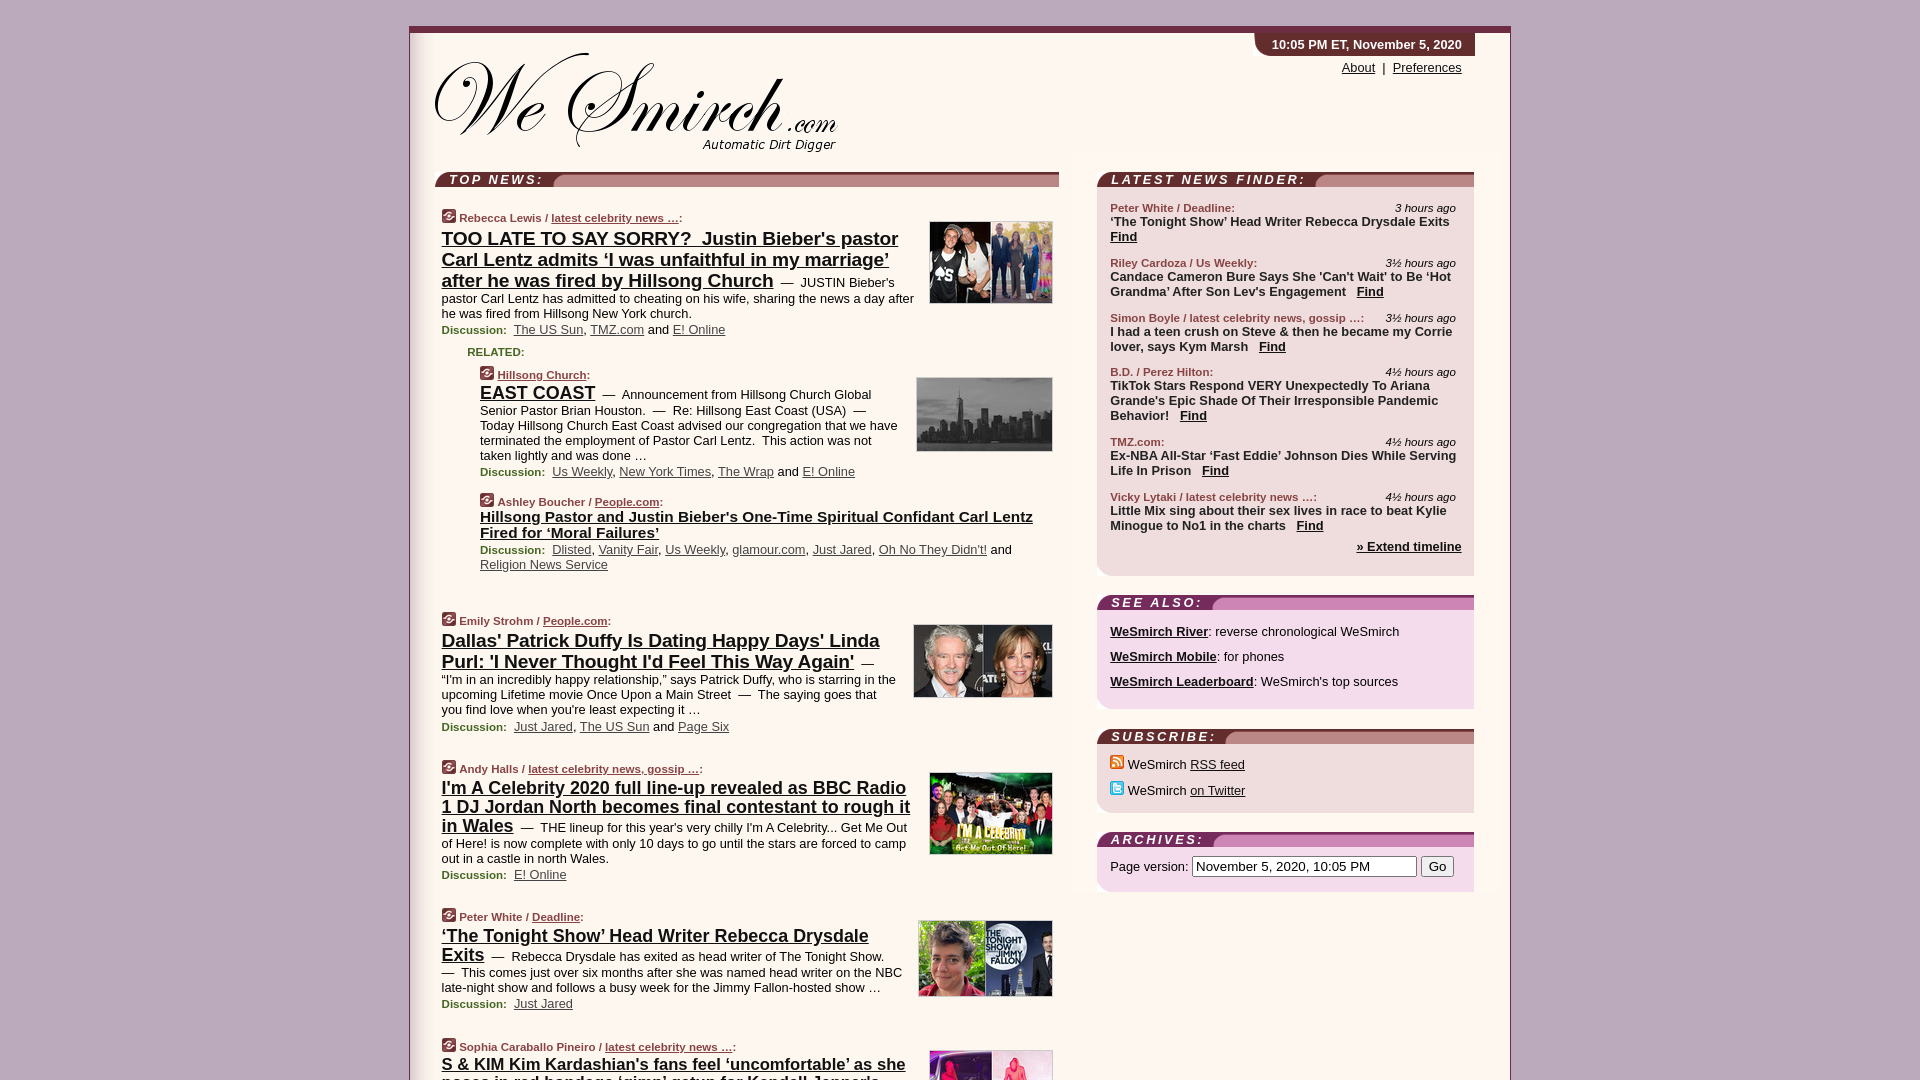 10:05 PM ET, November 5, 2020
About | Preferences
We Smirch .com
Automatic Dirt Digger
TOP NEWS:
Rebecca Lewis / latest celebrity news …:
TOO LATE TO SAY SORRY?  Justin Bieber's pastor
Carl Lentz admits ‘I was unfaithful in my marriage’
after he was fired by Hillsong Church — JUSTIN Bieber's
pastor Carl Lentz has admitted to cheating on his wife, sharing the news a day after
he was fired from Hillsong New York church.
Discussion: The US Sun, TMZ.com and E! Online
RELATED:
Hillsong Church:
EAST COAST — Announcement from Hillsong Church Global
Senior Pastor Brian Houston. — Re: Hillsong East Coast (USA) —
Today Hillsong Church East Coast advised our congregation that we have
terminated the employment of Pastor Carl Lentz. This action was not
taken lightly and was done …
Discussion: Us Weekly, New York Times, The Wrap and E! Online
Ashley Boucher / People.com:
Hillsong Pastor and Justin Bieber's One-Time Spiritual Confidant Carl Lentz
Fired for ‘Moral Failures’
Discussion: Dlisted, Vanity Fair, Us Weekly, glamour.com, Just Jared, Oh No They Didn't! and
Religion News Service
Emily Strohm / People.com:
Dallas' Patrick Duffy Is Dating Happy Days' Linda
Purl: 'I Never Thought I'd Feel This Way Again' —
“I'm in an incredibly happy relationship,” says Patrick Duffy, who is starring in the
upcoming Lifetime movie Once Upon a Main Street — The saying goes that
you find love when you're least expecting it …
Discussion: Just Jared, The US Sun and Page Six
Andy Halls / latest celebrity news, gossip …:
I'm A Celebrity 2020 full line-up revealed as BBC Radio
1 DJ Jordan North becomes final contestant to rough it
in Wales — THE lineup for this year's very chilly I'm A Celebrity... Get Me Out
of Here! is now complete with only 10 days to go until the stars are forced to camp
out in a castle in north Wales.
Discussion: E! Online
I'M A CELEBRITY
Get Me Out Of Here!
Peter White / Deadline:
‘The Tonight Show’ Head Writer Rebecca Drysdale
Exits — Rebecca Drysdale has exited as head writer of The Tonight Show.
— This comes just over six months after she was named head writer on the NBC
late-night show and follows a busy week for the Jimmy Fallon-hosted show …
Discussion: Just Jared
THE
TONIGHT
SHOW
JIMMY
FALLON
Sophia Caraballo Pineiro / latest celebrity news …:
S & KIM Kim Kardashian's fans feel ‘uncomfortable’ as she
poses in red bondage ‘gimp’ getup for Kendall Jenner's
LATEST NEWS FINDER:
Peter White / Deadline: 3 hours ago
‘The Tonight Show’ Head Writer Rebecca Drysdale Exits
Find
Riley Cardoza / Us Weekly: 3½ hours ago
Candace Cameron Bure Says She 'Can't Wait' to Be ‘Hot
Grandma’ After Son Lev's Engagement Find
Simon Boyle / latest celebrity news, gossip …: 3½ hours ago
I had a teen crush on Steve & then he became my Corrie
lover, says Kym Marsh Find
B.D. / Perez Hilton: 4½ hours ago
TikTok Stars Respond VERY Unexpectedly To Ariana
Grande's Epic Shade Of Their Irresponsible Pandemic
Behavior! Find
TMZ.com: 4½ hours ago
Ex-NBA All-Star ‘Fast Eddie’ Johnson Dies While Serving
Life In Prison Find
Vicky Lytaki / latest celebrity news …: 4½ hours ago
Little Mix sing about their sex lives in race to beat Kylie
Minogue to No1 in the charts Find
» Extend timeline
SEE ALSO:
WeSmirch River: reverse chronological WeSmirch
WeSmirch Mobile: for phones
WeSmirch Leaderboard: WeSmirch's top sources
SUBSCRIBE:
WeSmirch RSS feed
WeSmirch on Twitter
ARCHIVES:
Page version: November 5, 2020, 10:05 PM Go